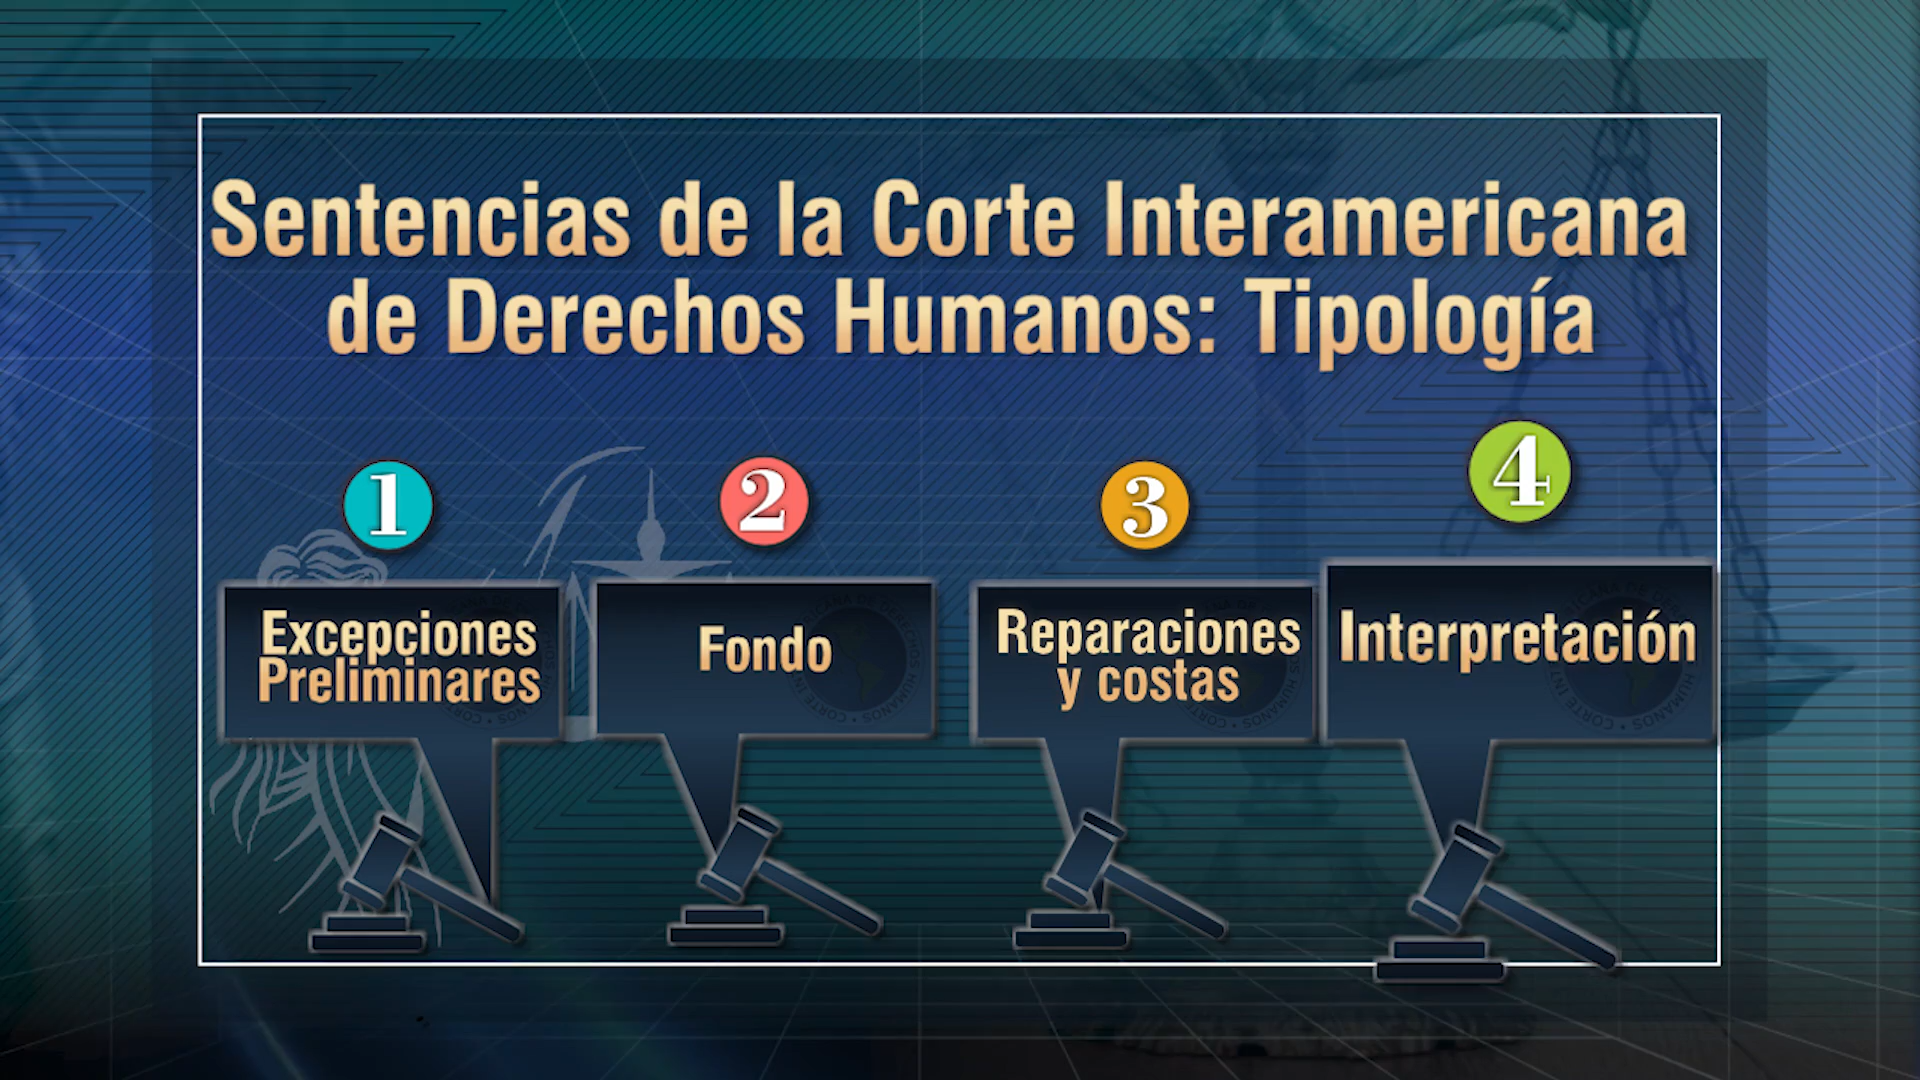 Sentencias de la Corte Interamericana
de Derechos Humanos: Tipología
1
2
3
4
Excepciones
Preliminares
Fondo
Reparaciones
y costas
Interpretación